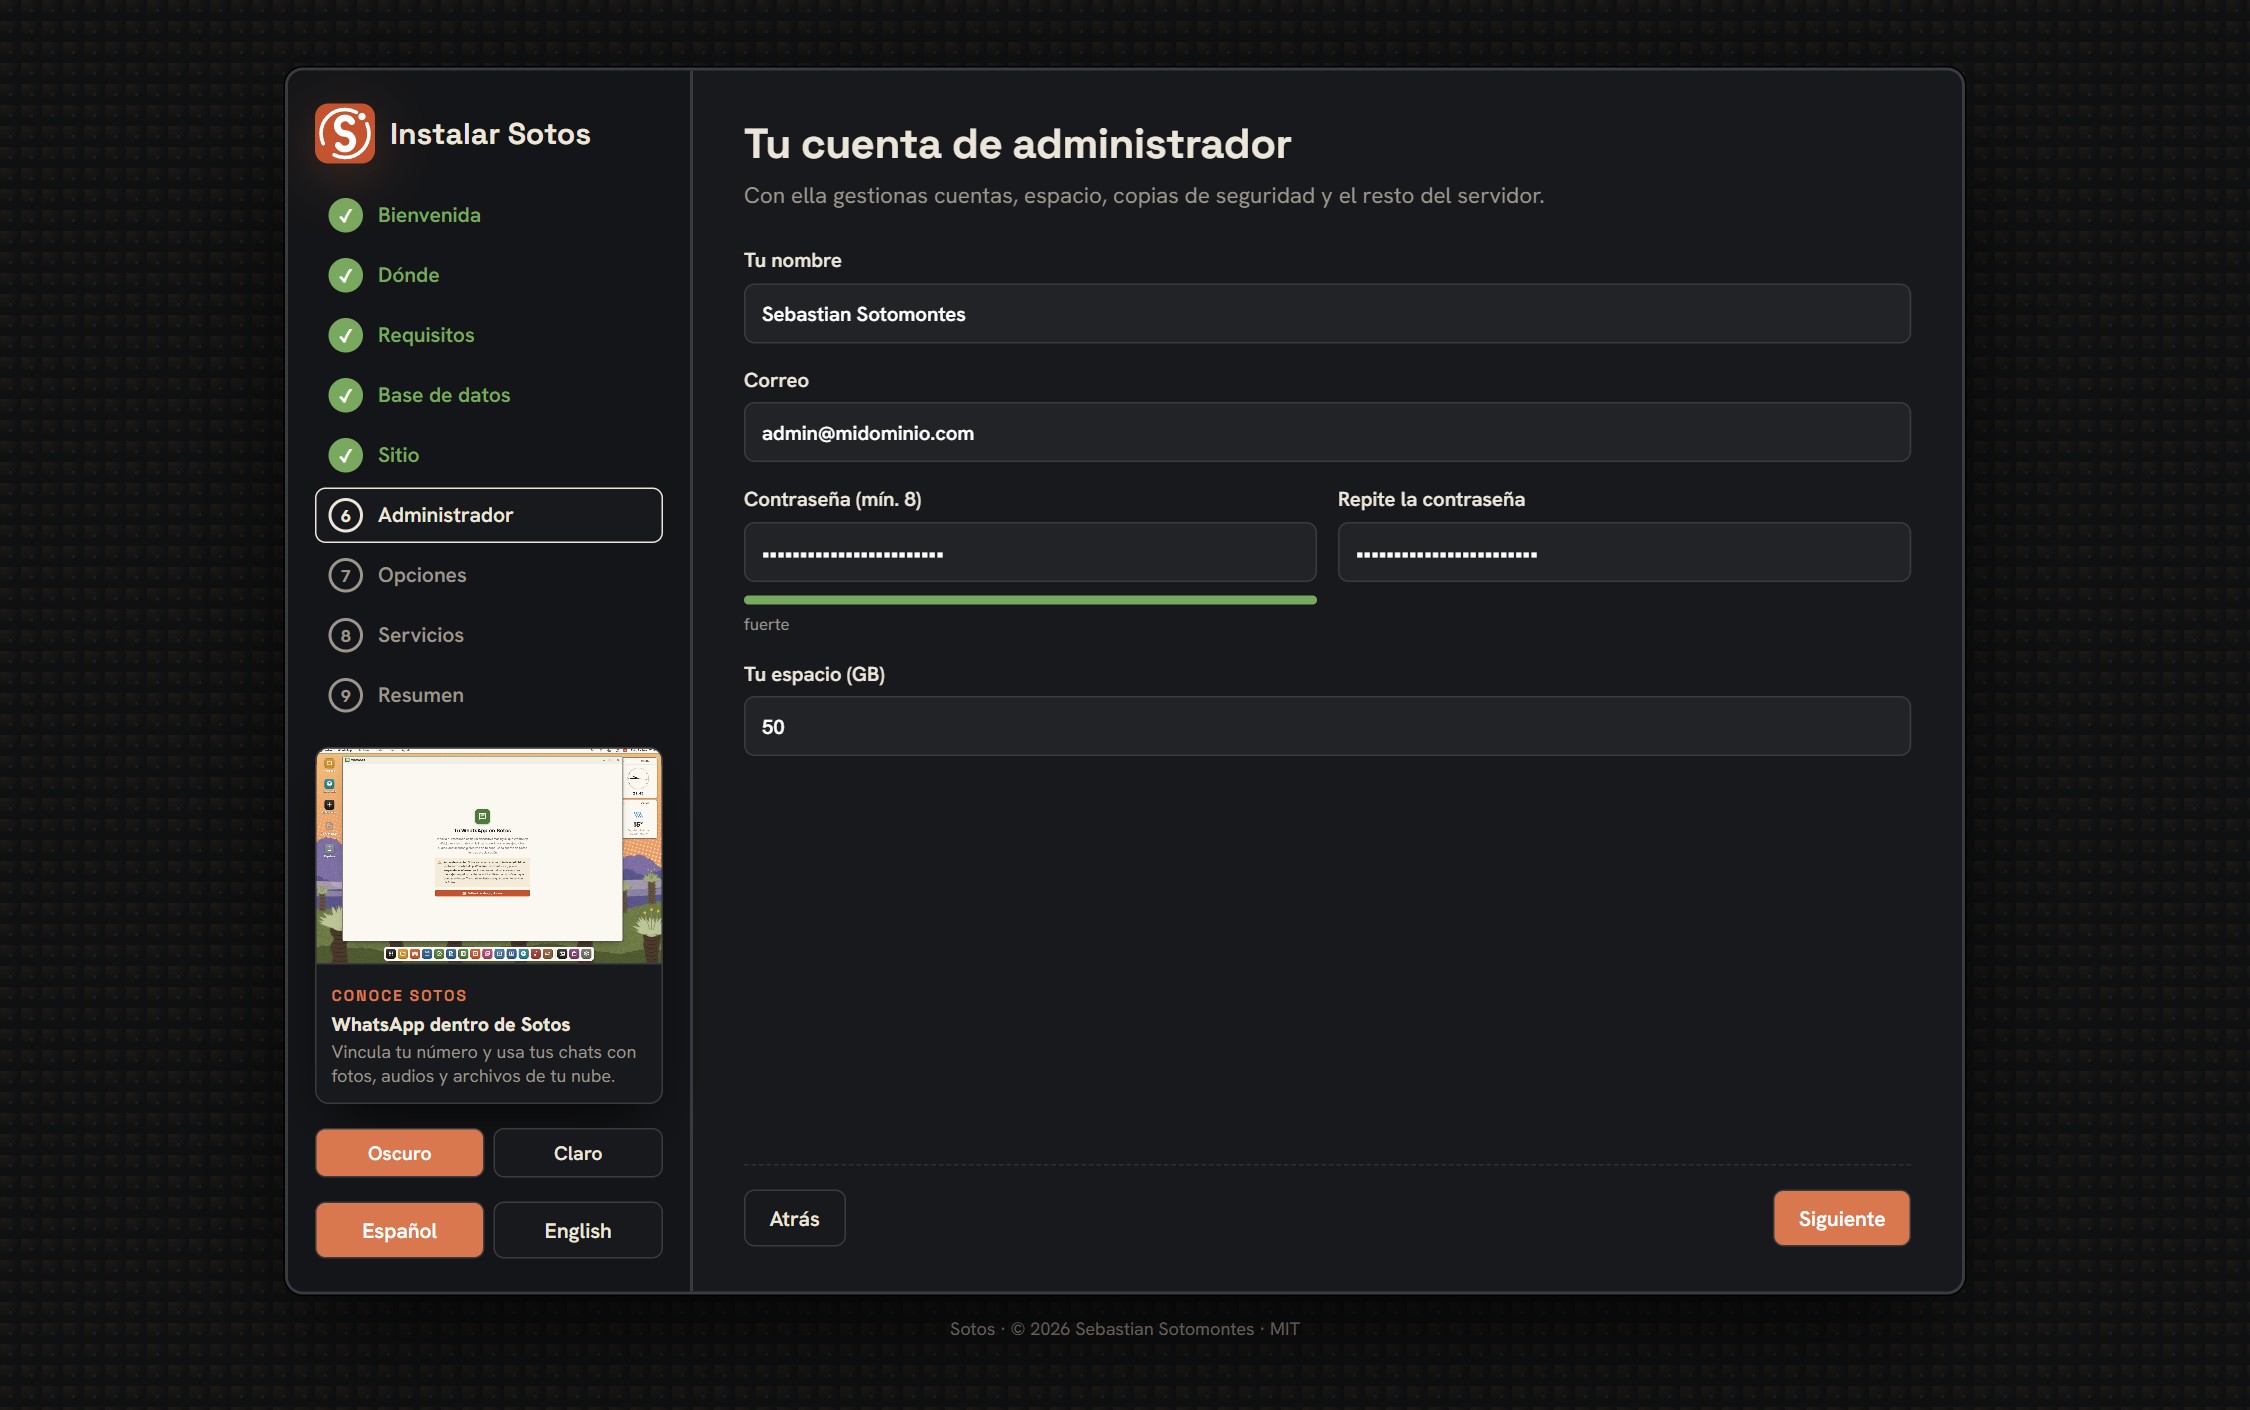 Instalar Sotos
Bienvenida
Dónde
Requisitos
Base de datos
Sitio
6 Administrador
7 Opciones
8 Servicios
9 Resumen
CONOCE SOTOS
WhatsApp dentro de Sotos
Vincula tu número y usa tus chats con
fotos, audios y archivos de tu nube.
Oscuro Claro
Español English
Tu cuenta de administrador
Con ella gestionas cuentas, espacio, copias de seguridad y el resto del servidor.
Tu nombre
Sebastian Sotomontes
Correo
admin@midominio.com
Contraseña (mín. 8) Repite la contraseña
fuerte
Tu espacio (GB)
50
Atrás Siguiente
Sotos · © 2026 Sebastian Sotomontes · MIT